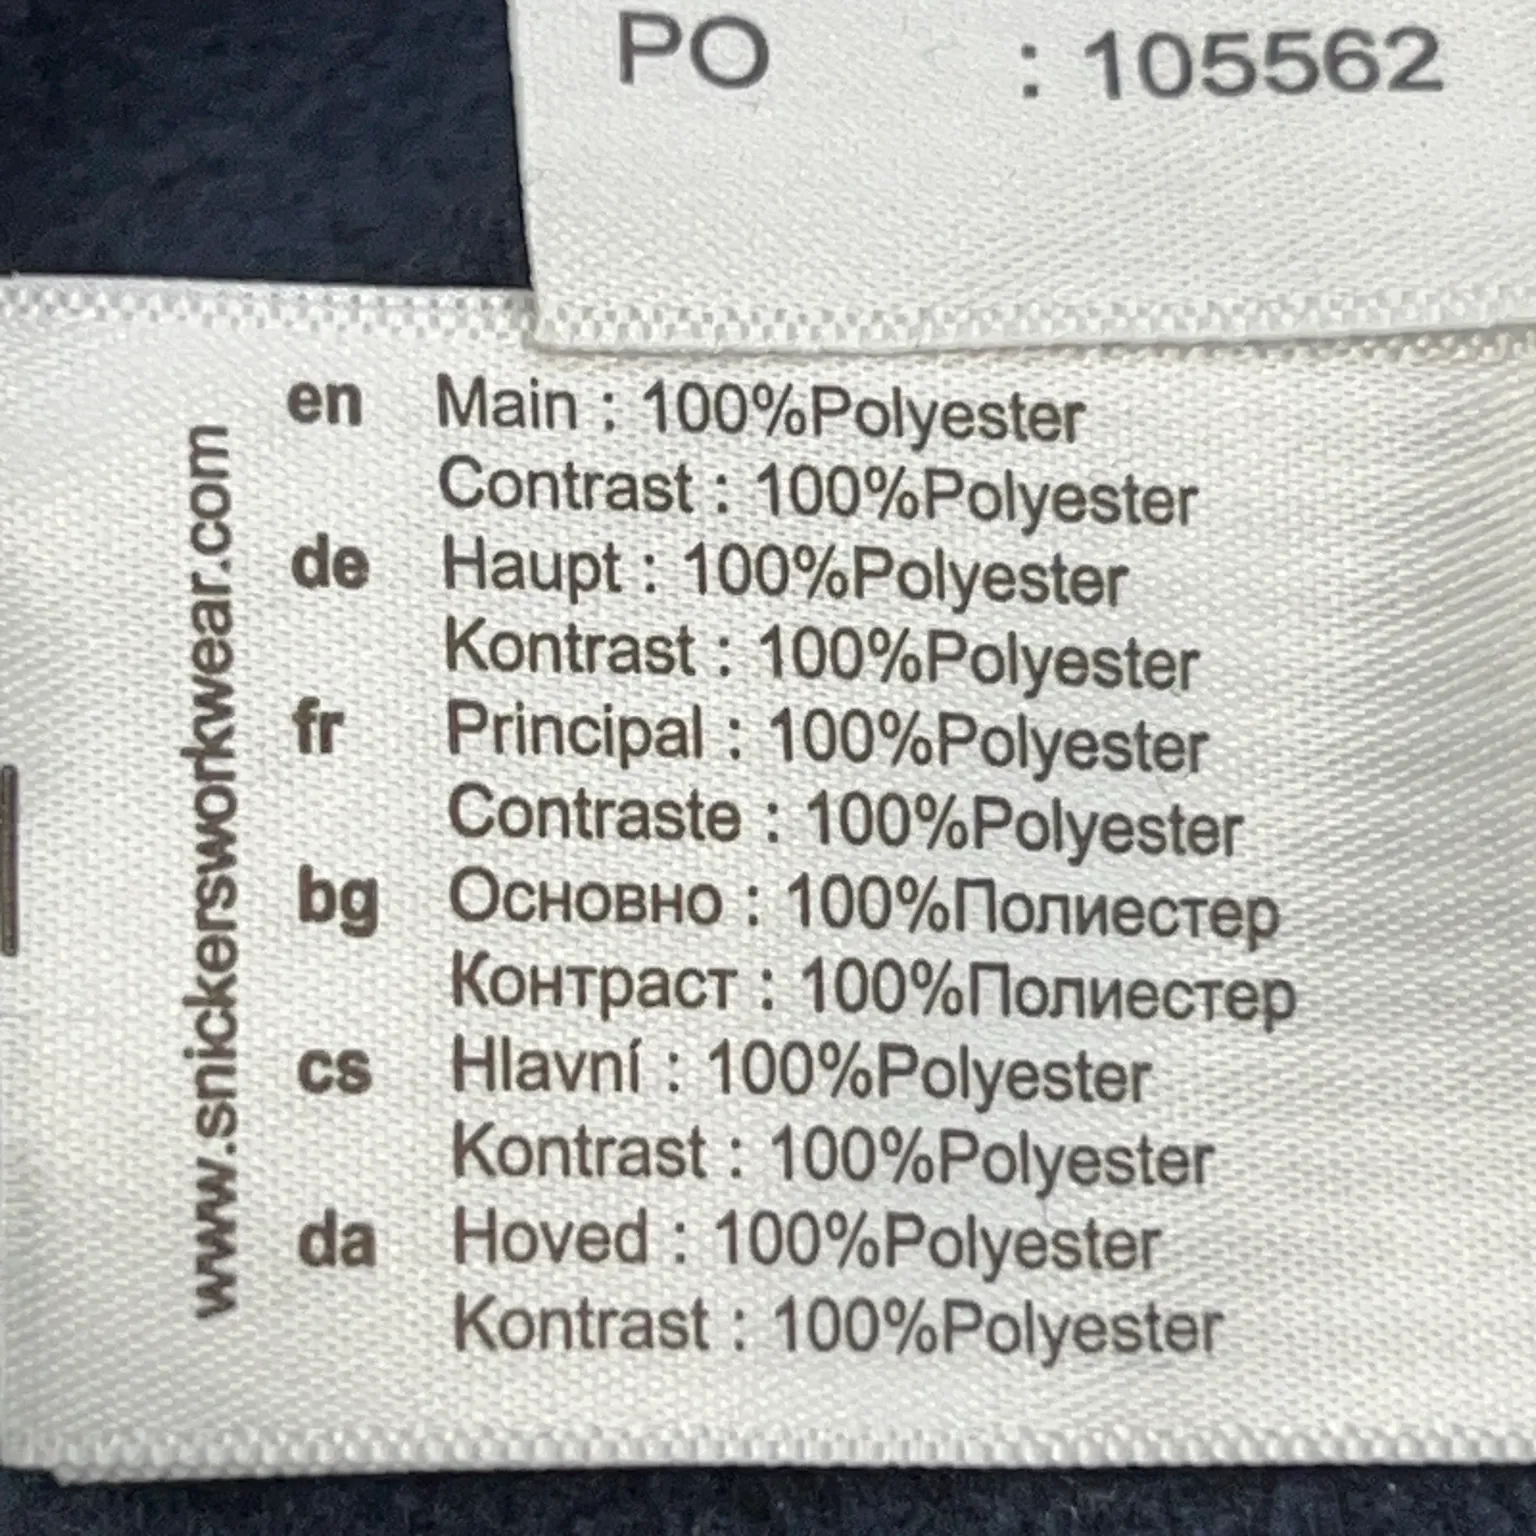 PO : 105562
www.snickersworkwear.com
en Main : 100%Polyester
Contrast : 100%Polyester
de Haupt : 100%Polyester
Kontrast : 100%Polyester
fr Principal : 100%Polyester
Contraste : 100%Polyester
bg Основно : 100%Полиестер
Контраст : 100%Полиестер
cs Hlavní : 100%Polyester
Kontrast : 100%Polyester
da Hoved : 100%Polyester
Kontrast : 100%Polyester